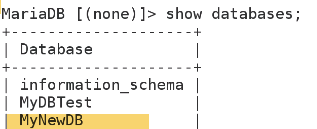 MariaDB [(none)]> show databases;
+--------------------+
| Database           |
+--------------------+
| information_schema |
| MyDBTest           |
| MyNewDB            |